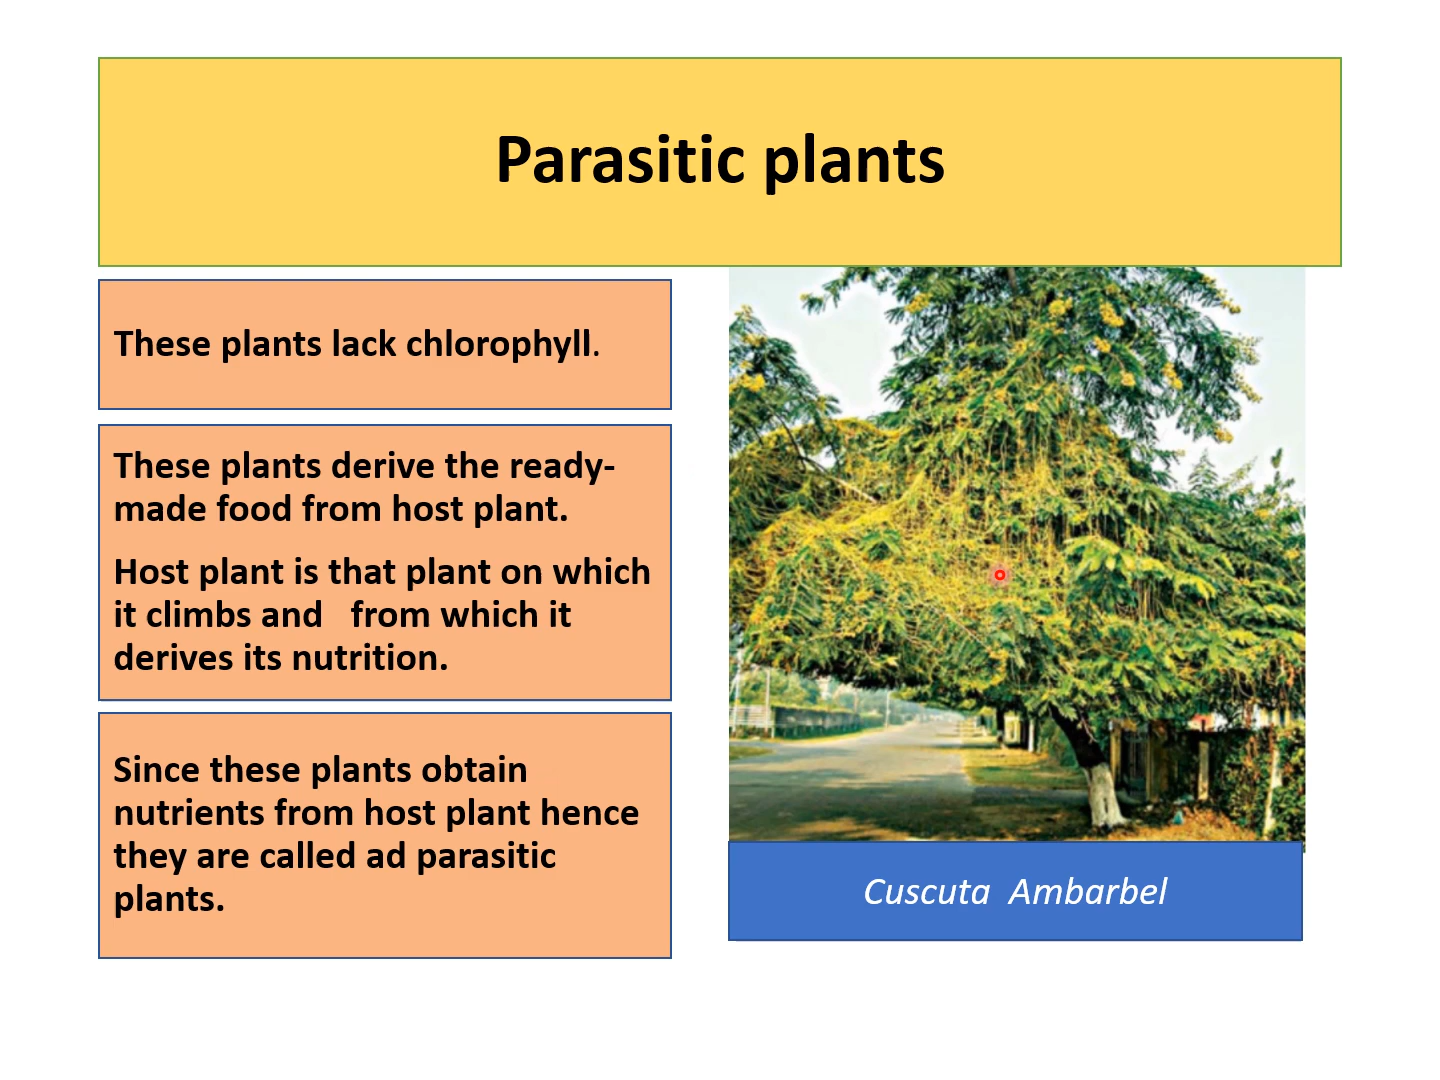 Parasitic plants
These plants lack chlorophyll.
These plants derive the ready-
made food from host plant.
Host plant is that plant on which
it climbs and   from which it
derives its nutrition.
Since these plants obtain
nutrients from host plant hence
they are called ad parasitic
plants.
Cuscuta  Ambarbel